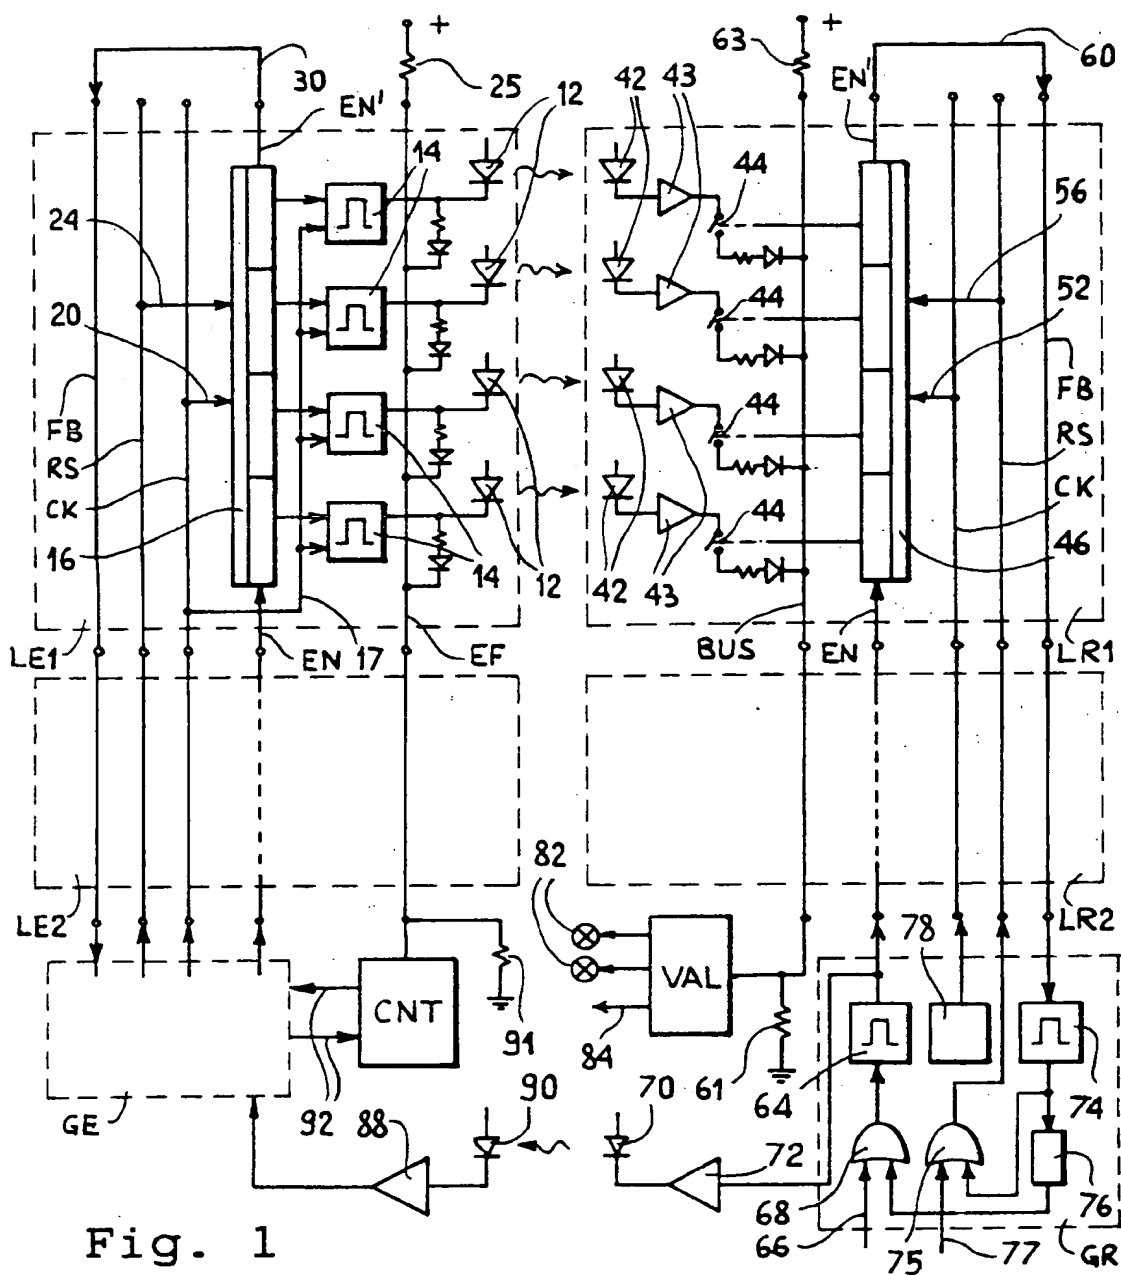 + +
30 25 12 63 42 43 60
EN' EN'
14 44 56
24
20 44 52
FB FB
RS 44 RS
CK CK
16 44 46
14 12 42 43
LE1 EN 17 EF BUS EN LR1
82
LE2 78 LR2
CNT VAL
91 84 61 64 74
GE 92 88 90 70 72 68 76
66 75 77 GR
Fig. 1